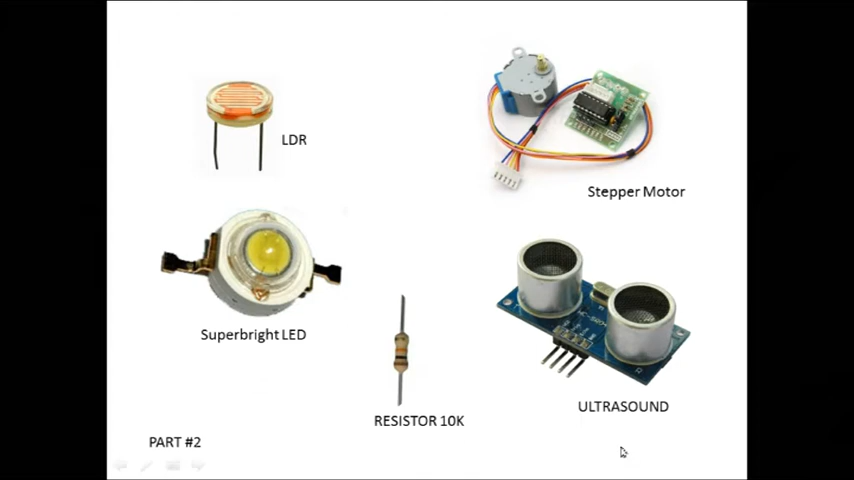 LDR
Stepper Motor
Superbright LED
RESISTOR 10K
ULTRASOUND
PART #2